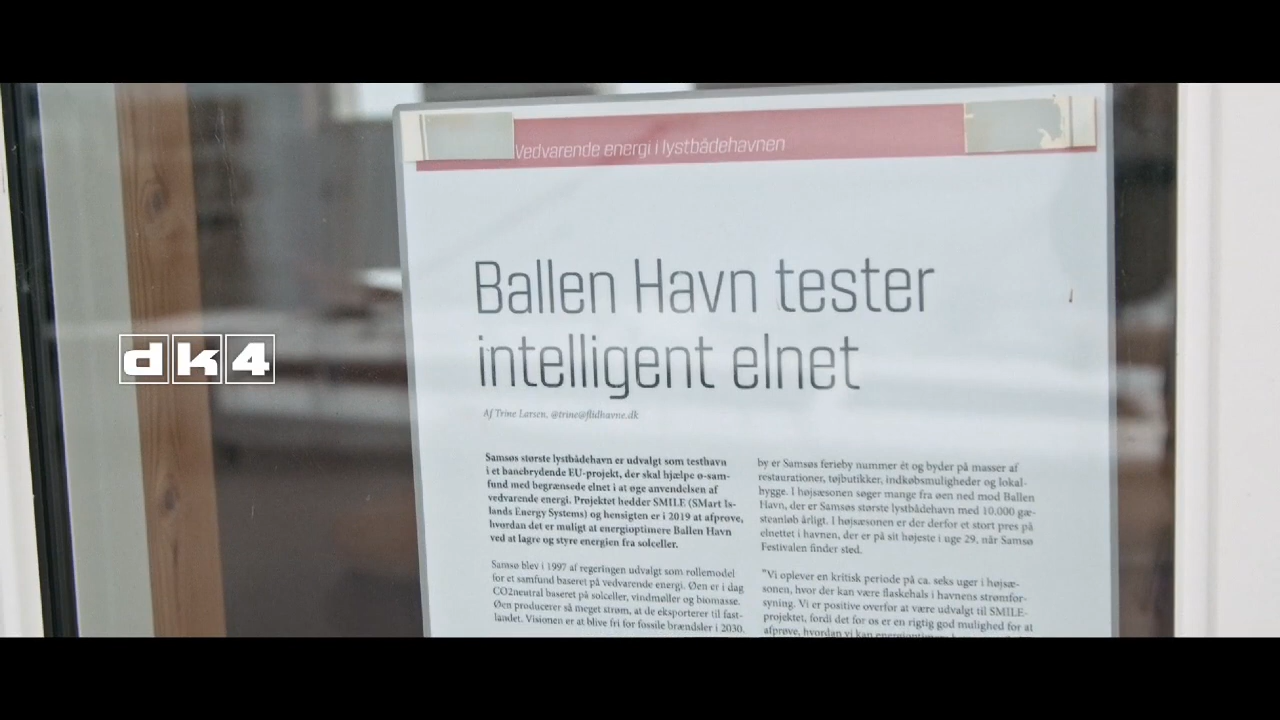 Vedvarende energi i lystbådehavnen
Ballen Havn tester
intelligent elnet
Af Trine Larsen, @trine@flidhavne.dk
Samsøs største lystbådehavn er udvalgt som testhavn
i et banebrydende EU-projekt, der skal hjælpe ø-sam-
fund med begrænsede elnet i at øge anvendelsen af
vedvarende energi. Projektet hedder SMILE (SMart Is-
lands Energy Systems) og hensigten er i 2019 at afprøve,
hvordan det er muligt at energioptimere Ballen Havn
ved at lagre og styre energien fra solceller.
Samsø blev i 1997 af regeringen udvalgt som rollemodel
for et samfund baseret på vedvarende energi. Øen er i dag
CO2neutral baseret på solceller, vindmøller og biomasse.
Øen producerer så meget strøm, at de eksporterer til fast-
landet. Visionen er at blive fri for fossile brændsler i 2030.
by er Samsøs ferieby nummer ét og byder på masser af
restaurationer, tøjbutikker, indkøbsmuligheder og lokal-
hygge. I højsæsonen søger mange fra øen ned mod Ballen
Havn, der er Samsøs største lystbådehavn med 10.000 gæ-
steanløb årligt. I højsæsonen er der derfor et stort pres på
elnettet i havnen, der er på sit højeste i uge 29, når Samsø
Festivalen finder sted.
"Vi oplever en kritisk periode på ca. seks uger i højsæ-
sonen, hvor der kan være flaskehals i havnens strømfor-
syning. Vi er positive overfor at være udvalgt til SMILE-
projektet, fordi det for os er en rigtig god mulighed for at
afprøve, hvordan vi kan energioptimere
dk4